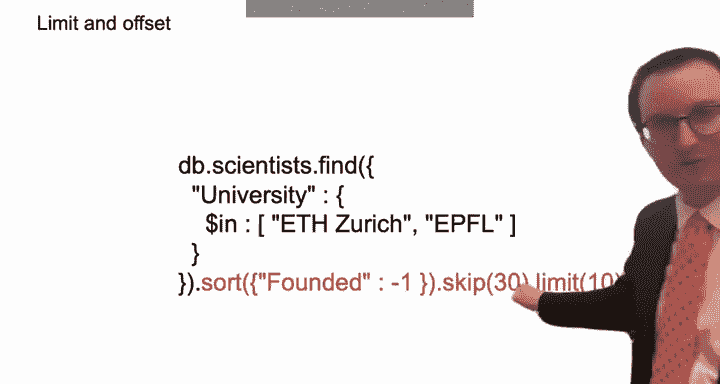 Limit and offset
db.scientists.find({
"University" : {
$in : [ "ETH Zurich", "EPFL" ]
}
}).sort({"Founded" : -1 }).skip(30).limit(10)